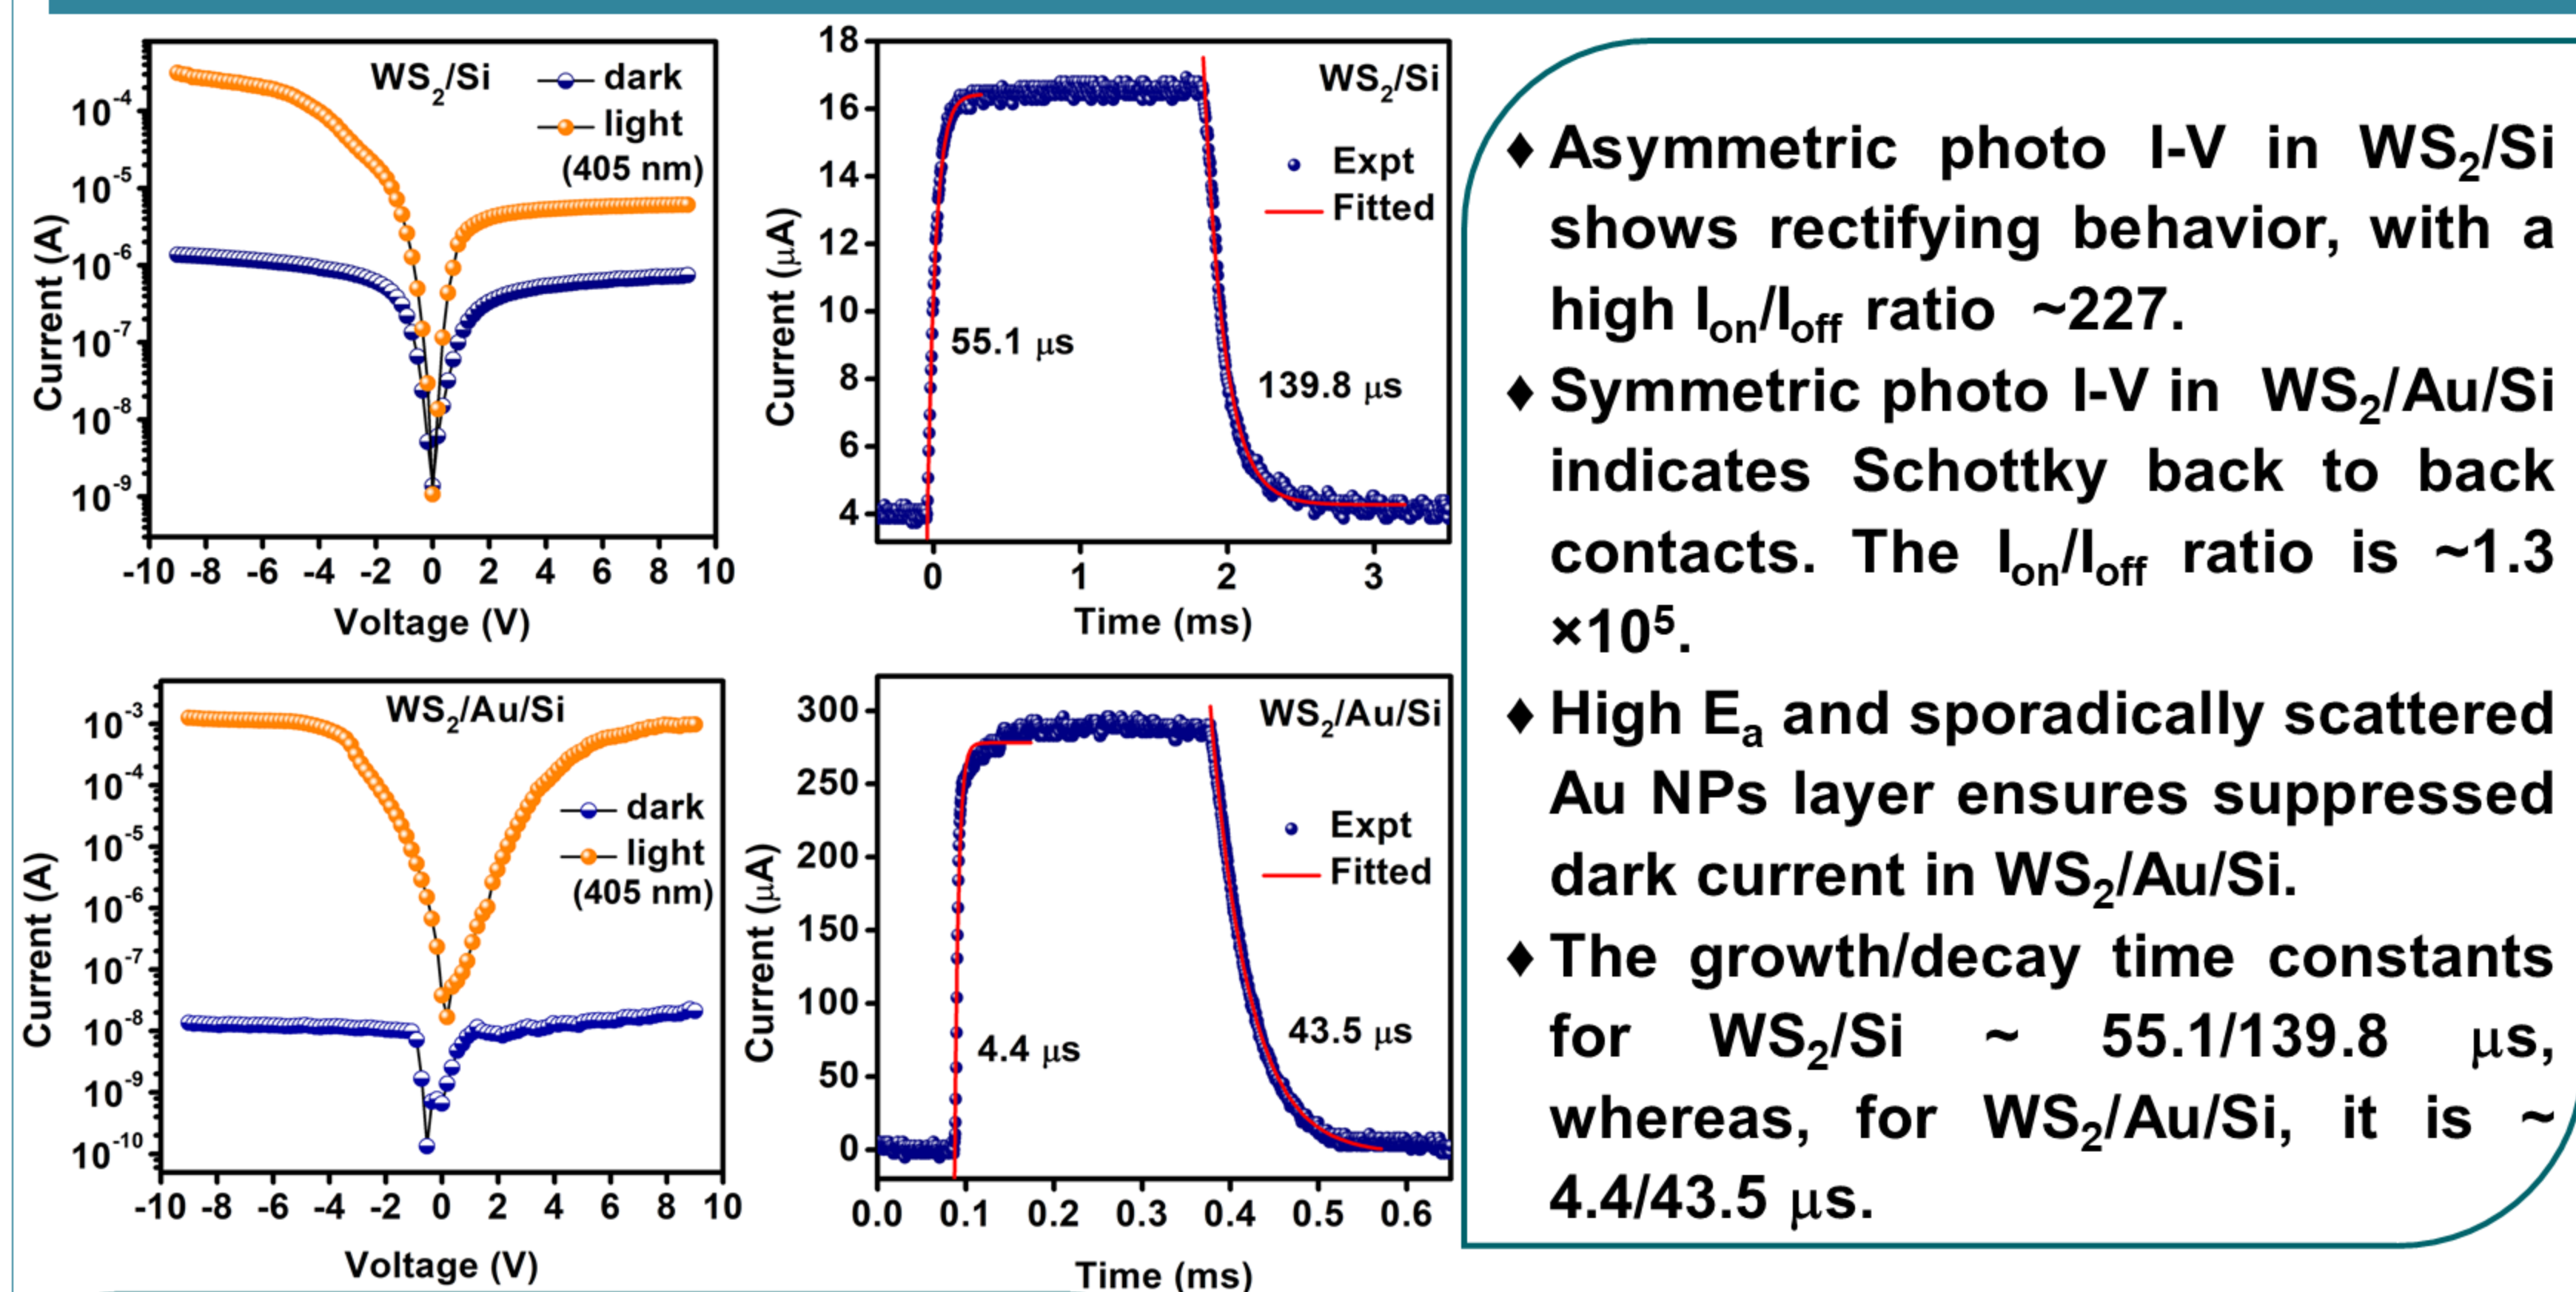 WS₂/Si
dark
light
(405 nm)
10⁻⁴
10⁻⁵
10⁻⁶
10⁻⁷
10⁻⁸
10⁻⁹
Current (A)
-10 -8 -6 -4 -2 0 2 4 6 8 10
Voltage (V)
WS₂/Si
Expt
Fitted
18
16
14
12
10
8
6
4
Current (μA)
55.1 μs
139.8 μs
0 1 2 3
Time (ms)
WS₂/Au/Si
dark
light
(405 nm)
10⁻³
10⁻⁴
10⁻⁵
10⁻⁶
10⁻⁷
10⁻⁸
10⁻⁹
10⁻¹⁰
Current (A)
-10 -8 -6 -4 -2 0 2 4 6 8 10
Voltage (V)
WS₂/Au/Si
Expt
Fitted
300
250
200
150
100
50
0
Current (μA)
4.4 μs
43.5 μs
0.0 0.1 0.2 0.3 0.4 0.5 0.6
Time (ms)
♦ Asymmetric photo I-V in WS₂/Si
shows rectifying behavior, with a
high Iₒₙ/Iₒff ratio ~227.
♦ Symmetric photo I-V in WS₂/Au/Si
indicates Schottky back to back
contacts. The Iₒₙ/Iₒff ratio is ~1.3
×10⁵.
♦ High Eₐ and sporadically scattered
Au NPs layer ensures suppressed
dark current in WS₂/Au/Si.
♦ The growth/decay time constants
for WS₂/Si ~ 55.1/139.8 μs,
whereas, for WS₂/Au/Si, it is ~
4.4/43.5 μs.